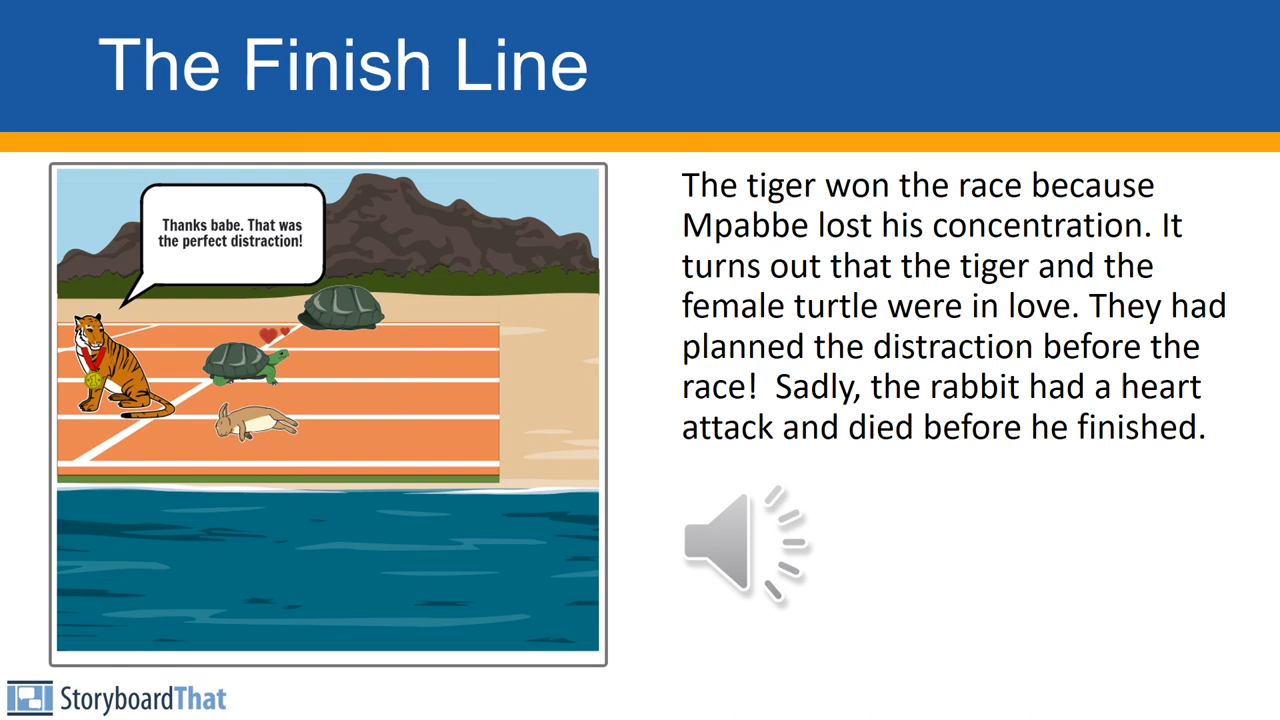 The Finish Line
Thanks babe. That was
the perfect distraction!
The tiger won the race because
Mpabbe lost his concentration. It
turns out that the tiger and the
female turtle were in love. They had
planned the distraction before the
race!  Sadly, the rabbit had a heart
attack and died before he finished.
StoryboardThat